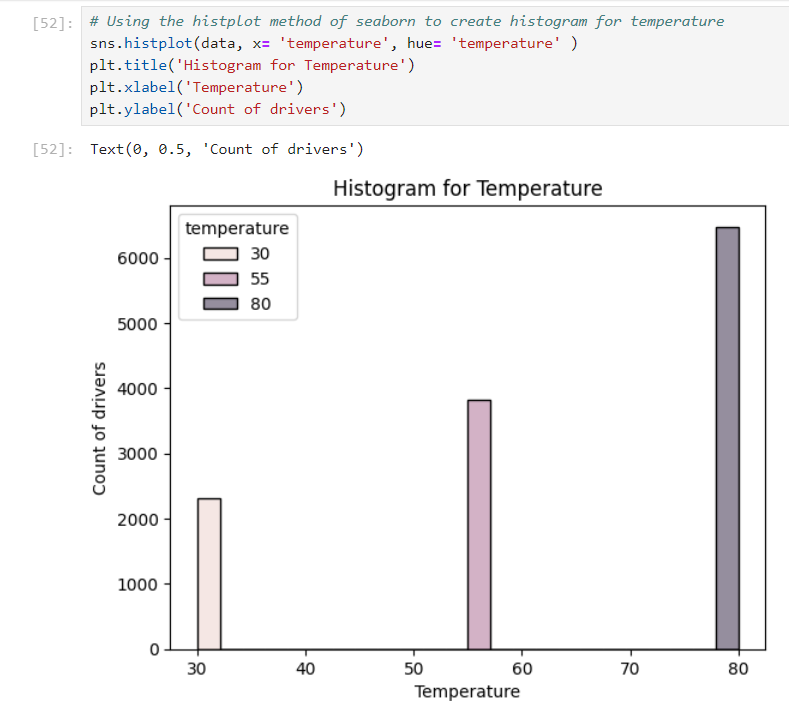 [52]: # Using the histplot method of seaborn to create histogram for temperature
sns.histplot(data, x= 'temperature', hue= 'temperature' )
plt.title('Histogram for Temperature')
plt.xlabel('Temperature')
plt.ylabel('Count of drivers')
[52]: Text(0, 0.5, 'Count of drivers')
Histogram for Temperature
temperature
30
55
80
6000
5000
4000
3000
2000
1000
0
Count of drivers
30 40 50 60 70 80
Temperature